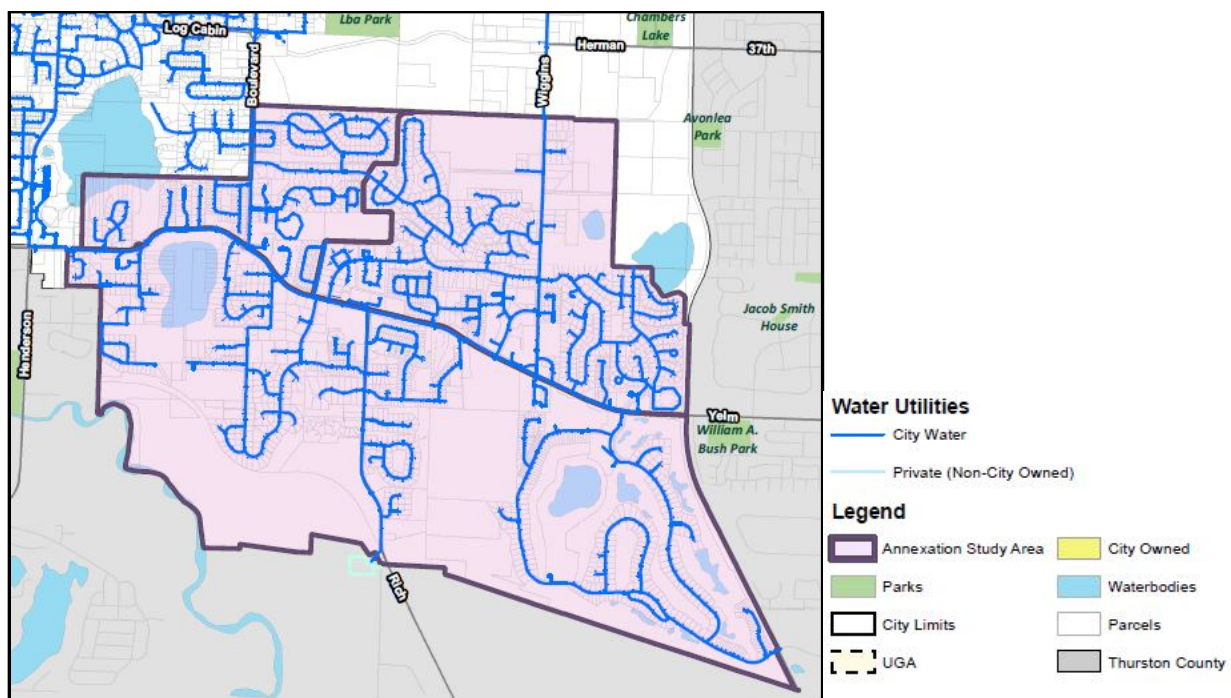 Lba Park
Chambers
Lake
Log Cabin
Boulevard
Herman
37th
Wiggins
Avonlea
Park
Jacob Smith
House
Henderson
Yelm
William A.
Bush Park
Rich
Water Utilities
City Water
Private (Non-City Owned)
Legend
Annexation Study Area
City Owned
Parks
Waterbodies
City Limits
Parcels
UGA
Thurston County